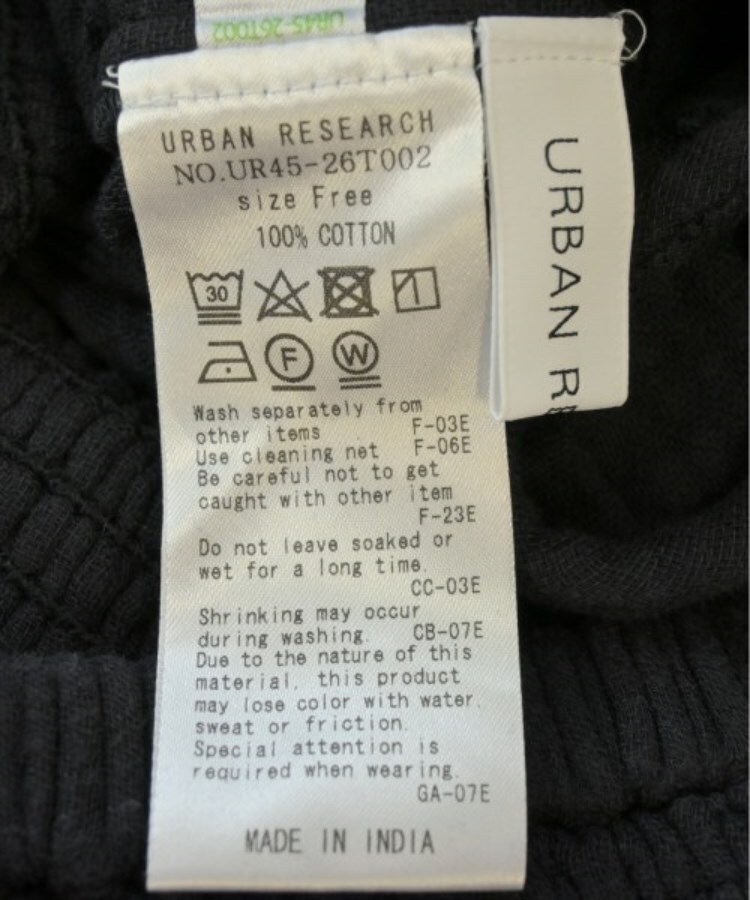 UR45-26T002
URBAN RESEARCH
NO.UR45-26T002
size Free
100% COTTON
30
F
W
Wash separately from
other items F-03E
Use cleaning net F-06E
Be careful not to get
caught with other item
F-23E
Do not leave soaked or
wet for a long time.
CC-03E
Shrinking may occur
during washing. CB-07E
Due to the nature of this
material, this product
may lose color with water,
sweat or friction.
Special attention is
required when wearing.
GA-07E
MADE IN INDIA
URBAN RE